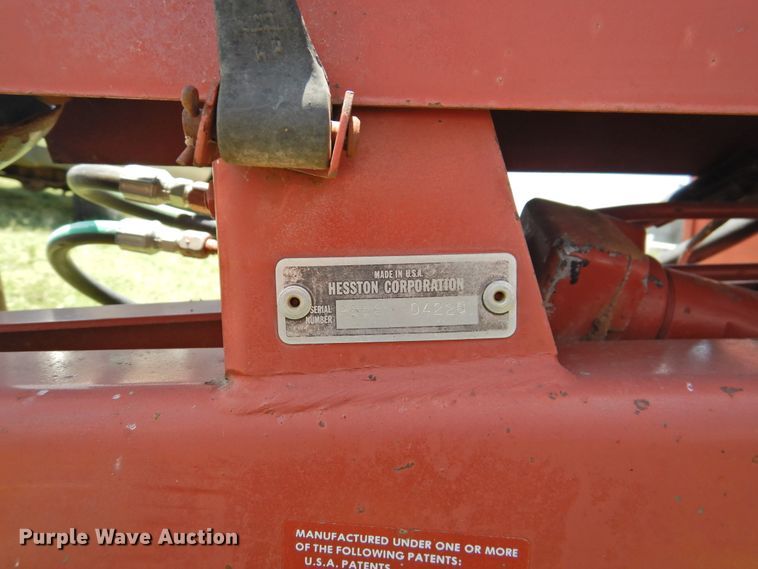 MADE IN U.S.A.
HESSTON CORPORATION
SERIAL
NUMBER
Purple Wave Auction
MANUFACTURED UNDER ONE OR MORE
OF THE FOLLOWING PATENTS:
U.S.A. PATENTS